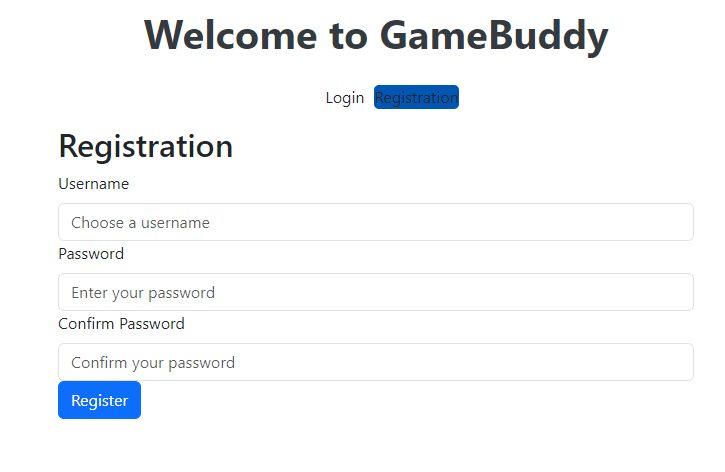 Welcome to GameBuddy
Login Registration
Registration
Username
Choose a username
Password
Enter your password
Confirm Password
Confirm your password
Register